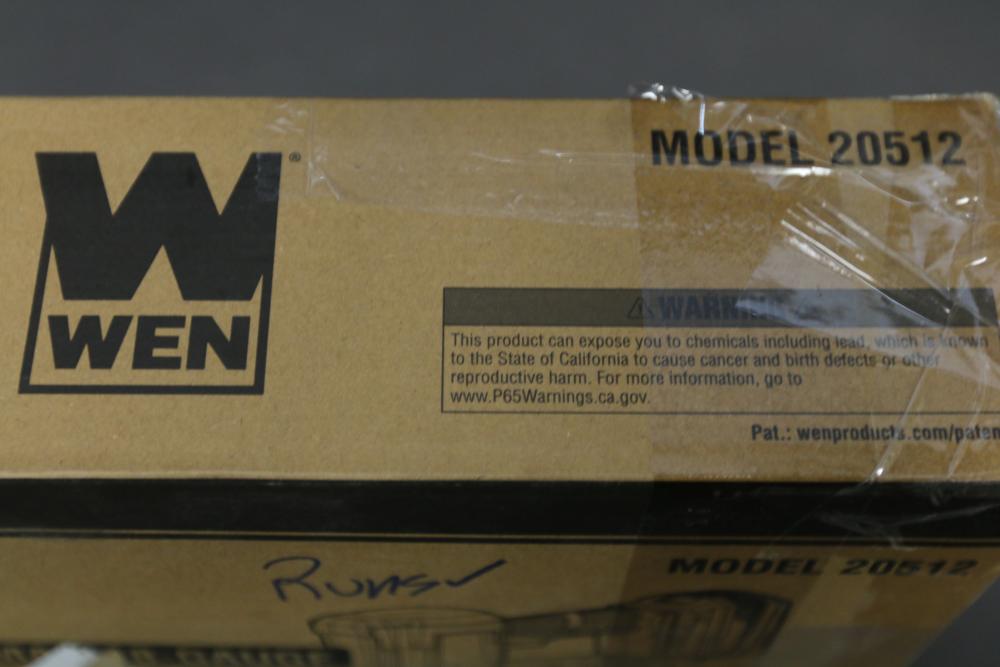 W
WEN
®
MODEL 20512
⚠ WARNING
This product can expose you to chemicals including lead, which is known
to the State of California to cause cancer and birth defects or other
reproductive harm. For more information, go to
www.P65Warnings.ca.gov.
Pat.: wenproducts.com/paten
Runs✓
MODEL 20512
GAUGE